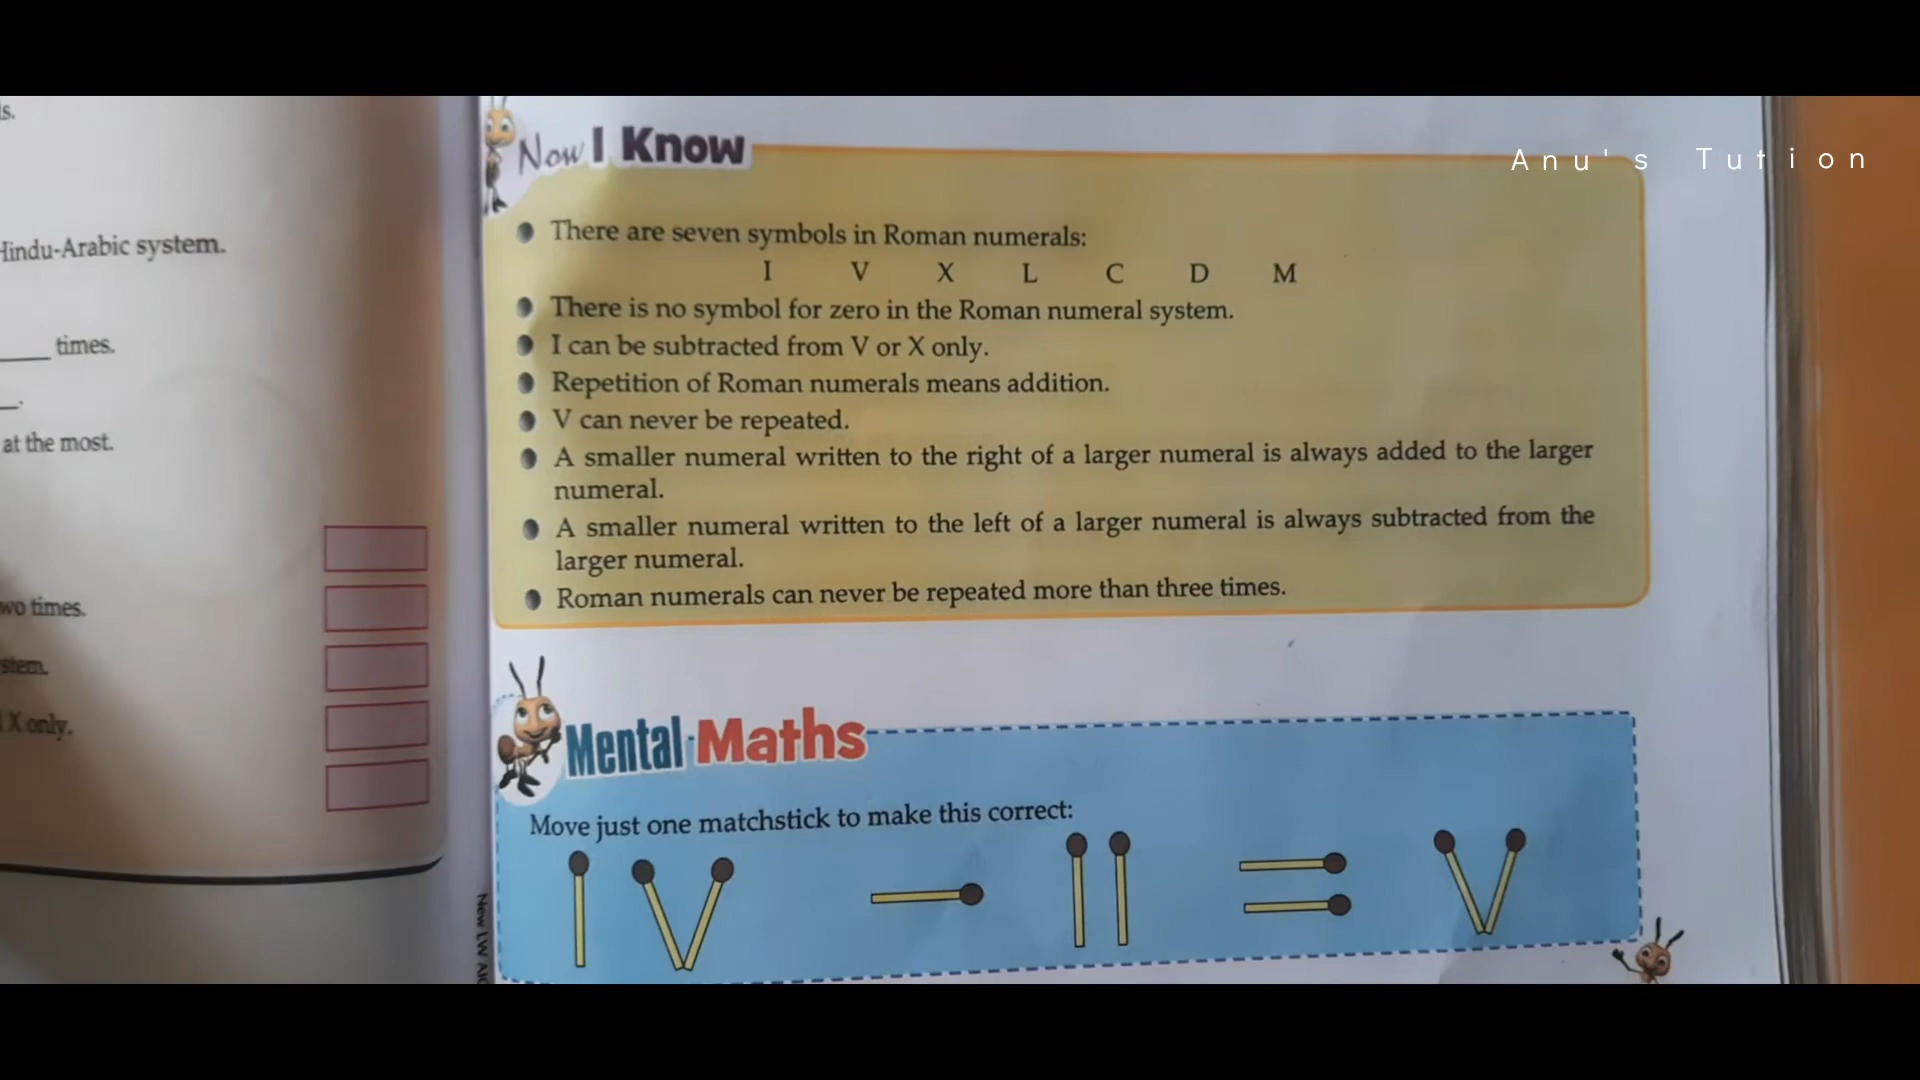 s.
Hindu-Arabic system.
times.
at the most.
wo times.
stem.
X only.
Now I Know
Anu's Tution
There are seven symbols in Roman numerals:
I V X L C D M
There is no symbol for zero in the Roman numeral system.
I can be subtracted from V or X only.
Repetition of Roman numerals means addition.
V can never be repeated.
A smaller numeral written to the right of a larger numeral is always added to the larger
numeral.
A smaller numeral written to the left of a larger numeral is always subtracted from the
larger numeral.
Roman numerals can never be repeated more than three times.
Mental Maths
Move just one matchstick to make this correct:
IV − II = V
New LW